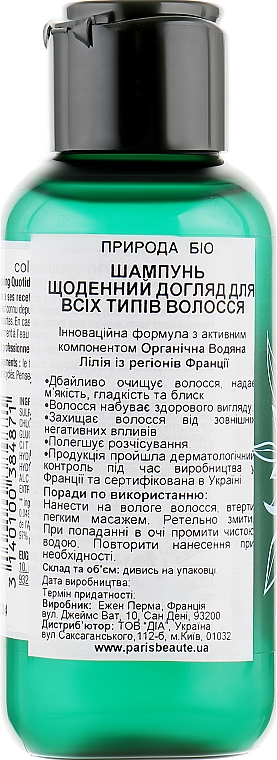 ПРИРОДА БІО
ШАМПУНЬ
ЩОДЕННИЙ ДОГЛЯД ДЛЯ
ВСІХ ТИПІВ ВОЛОССЯ
Інноваційна формула з активним
компонентом Органічна Водяна
Лілія із регіонів Франції
•Дбайливо очищує волосся, надає
м'якість, гладкість та блиск
•Волосся набуває здорового вигляду.
•Захищає волосся від зовнішніх
негативних впливів
•Полегшує розчісування.
•Продукція пройшла дерматологічний
контроль під час виробництва у
Франції та сертифікована в Україні
Поради по використанню:
Нанести на вологе волосся, втерти
легким масажем. Ретельно змити.
При попаданні в очі промити чистою
водою. Повторити нанесення при
необхідності.
Склад та об'єм: дивись на упаковці
Дата виробництва:
Термін придатності:
Виробник: Ежен Перма, Франція
вул. Джеймс Ват, 10, Сан Дені, 93200
Дистриб'ютор: ТОВ "ДІА", Україна
вул Саксаганського,112-б, м.Київ, 01032
www.parisbeaute.ua
3 140100 384871